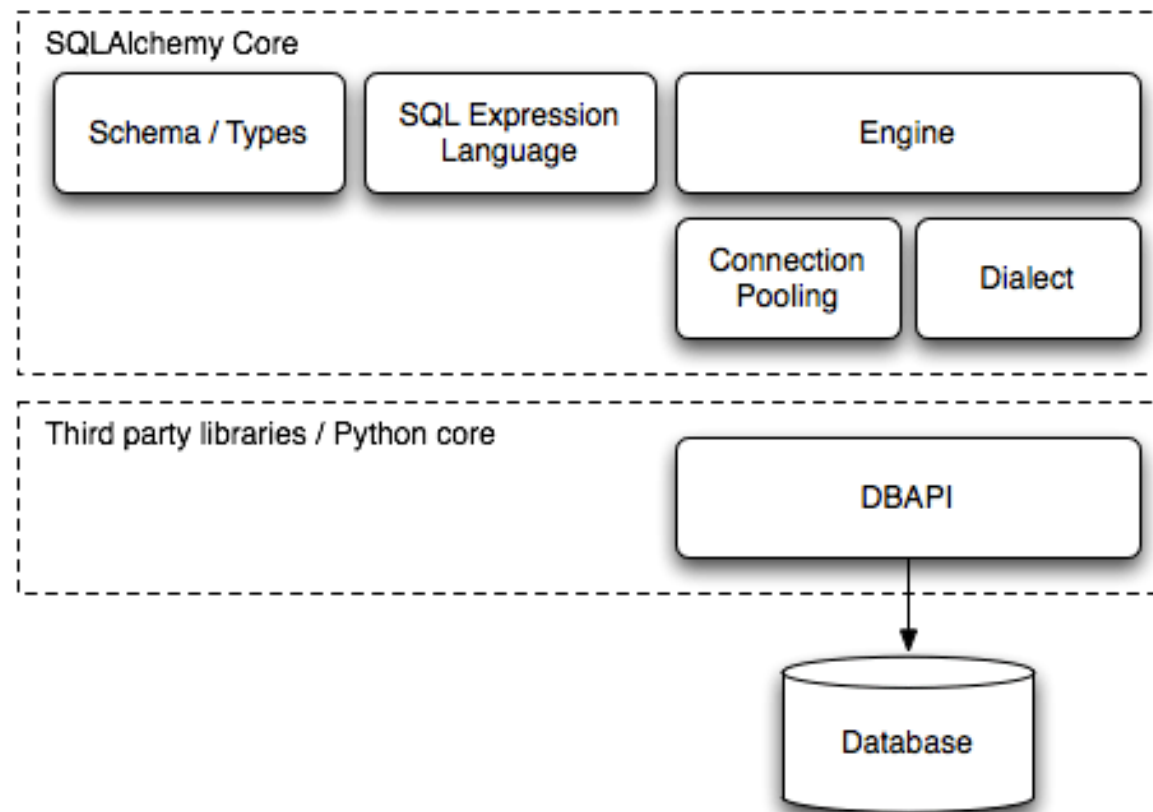 SQLAlchemy Core
Schema / Types
SQL Expression
Language
Engine
Connection
Pooling
Dialect
Third party libraries / Python core
DBAPI
Database